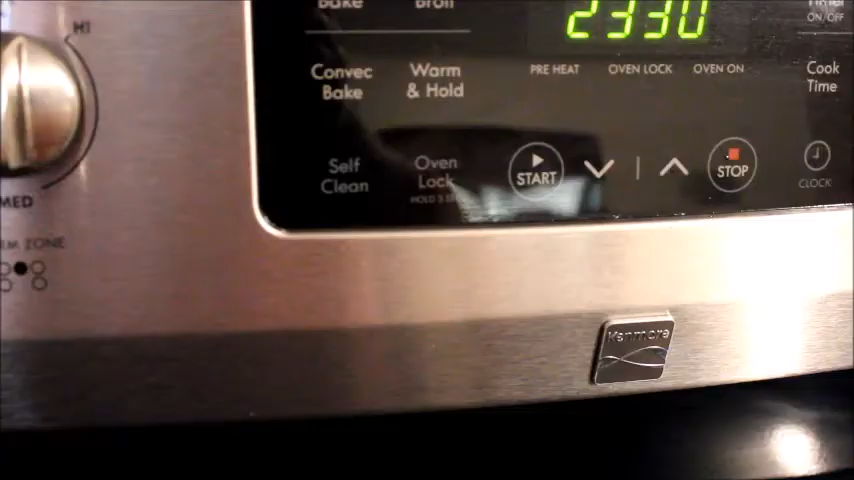 Bake Broil
2330
ON/OFF
HI
Convec
Bake
Warm
& Hold
PRE HEAT OVEN LOCK OVEN ON
Cook
Time
Self
Clean
Oven
Lock
START
STOP
CLOCK
MED
ZONE
Kenmore